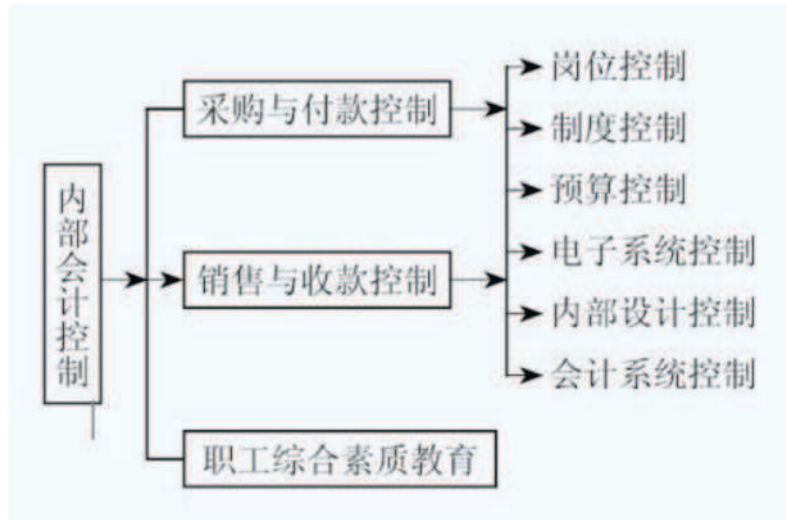 内部会计控制
采购与付款控制
销售与收款控制
职工综合素质教育
岗位控制
制度控制
预算控制
电子系统控制
内部设计控制
会计系统控制